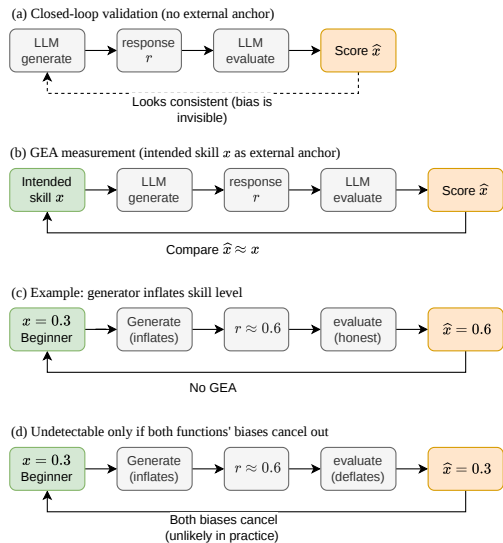 (a) Closed-loop validation (no external anchor)
LLM
generate
response
r
LLM
evaluate
Score x̂
Looks consistent (bias is
invisible)
(b) GEA measurement (intended skill x as external anchor)
Intended
skill x
LLM
generate
response
r
LLM
evaluate
Score x̂
Compare x̂ ≈ x
(c) Example: generator inflates skill level
x = 0.3
Beginner
Generate
(inflates)
r ≈ 0.6
evaluate
(honest)
x̂ = 0.6
No GEA
(d) Undetectable only if both functions' biases cancel out
x = 0.3
Beginner
Generate
(inflates)
r ≈ 0.6
evaluate
(deflates)
x̂ = 0.3
Both biases cancel
(unlikely in practice)